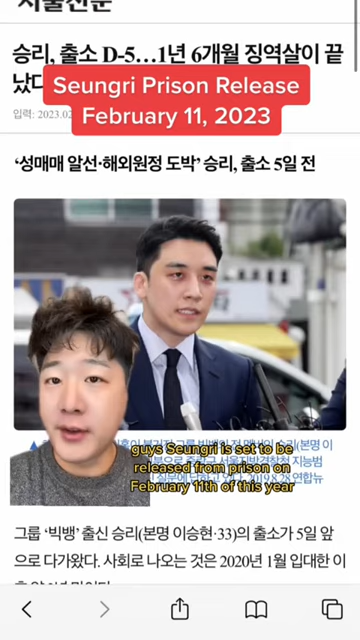 서울신문
승리, 출소 D-5…1년 6개월 징역살이 끝
났다
Seungri Prison Release
February 11, 2023
입력: 2023.02
‘성매매 알선·해외원정 도박’ 승리, 출소 5일 전
guys Seungri is set to be
released from prison on
February 11th of this year
그룹 ‘빅뱅’ 출신 승리(본명 이승현·33)의 출소가 5일 앞
으로 다가왔다. 사회로 나오는 것은 2020년 1월 입대한 이